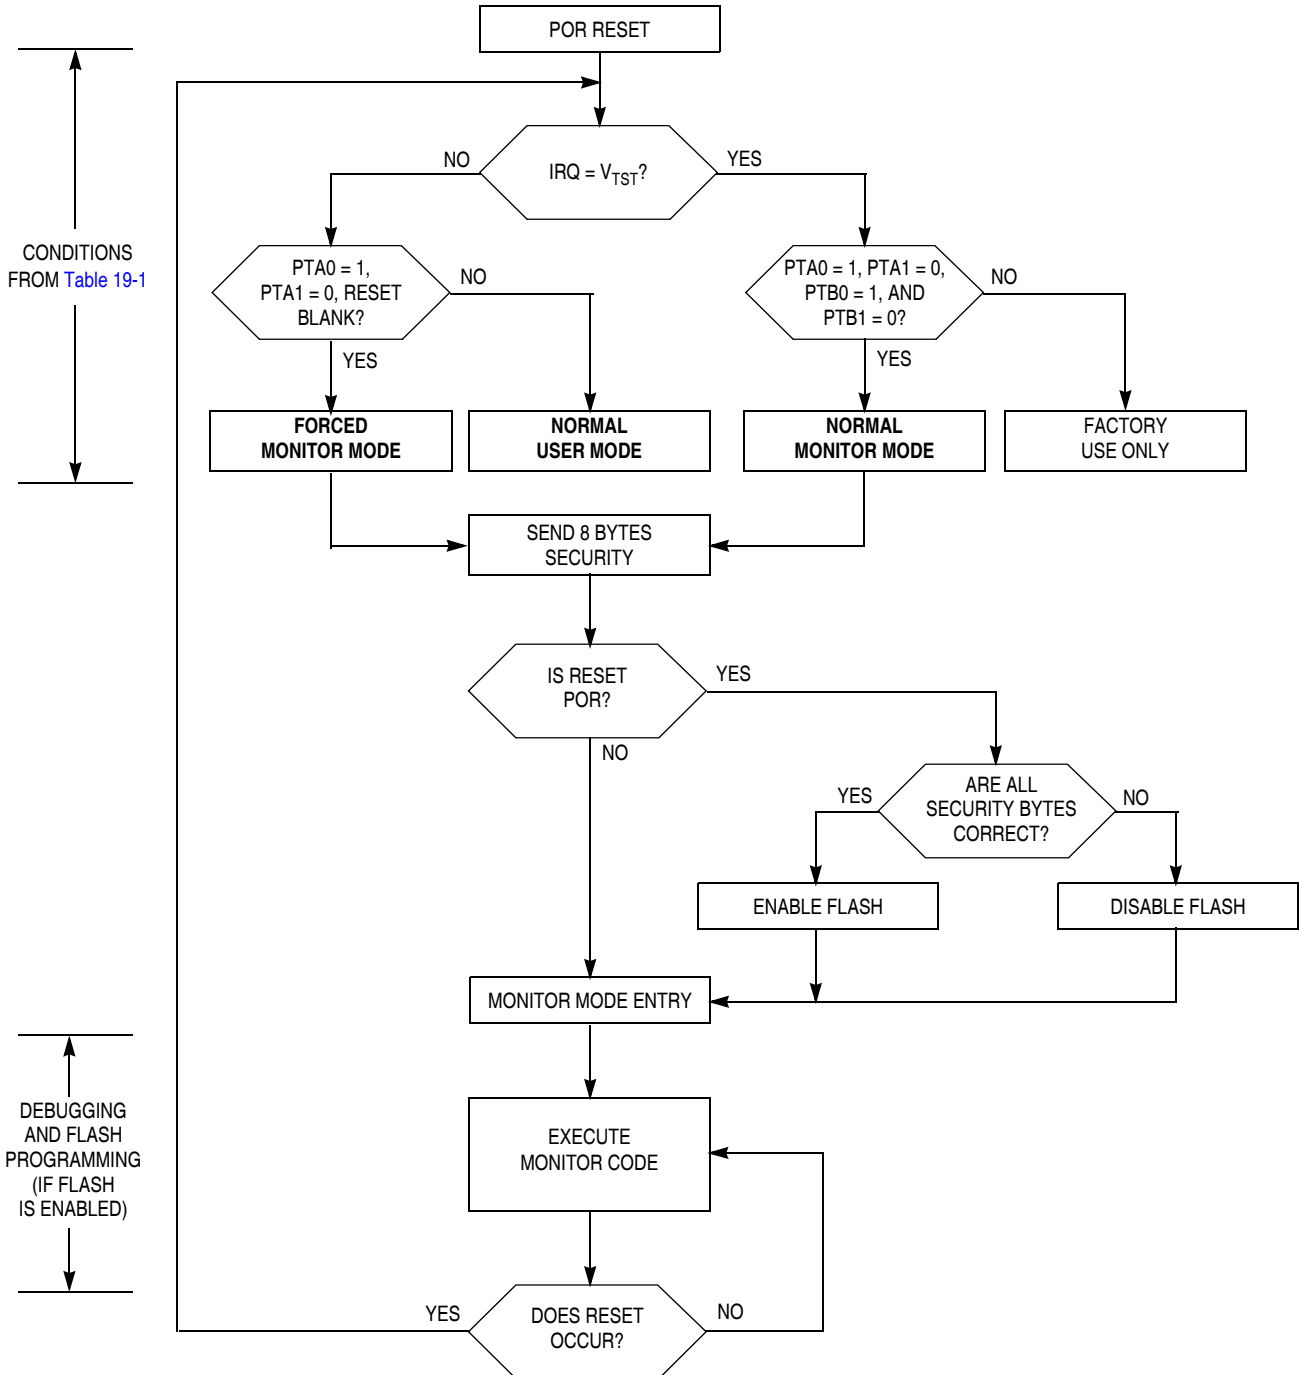 POR RESET
NO
YES
IRQ = VTST?
CONDITIONS
FROM Table 19-1
PTA0 = 1,
PTA1 = 0, RESET
BLANK?
NO
YES
PTA0 = 1, PTA1 = 0,
PTB0 = 1, AND
PTB1 = 0?
NO
YES
FORCED
MONITOR MODE
NORMAL
USER MODE
NORMAL
MONITOR MODE
FACTORY
USE ONLY
SEND 8 BYTES
SECURITY
IS RESET
POR?
YES
NO
ARE ALL
SECURITY BYTES
CORRECT?
YES
NO
ENABLE FLASH
DISABLE FLASH
MONITOR MODE ENTRY
DEBUGGING
AND FLASH
PROGRAMMING
(IF FLASH
IS ENABLED)
EXECUTE
MONITOR CODE
YES
DOES RESET
OCCUR?
NO